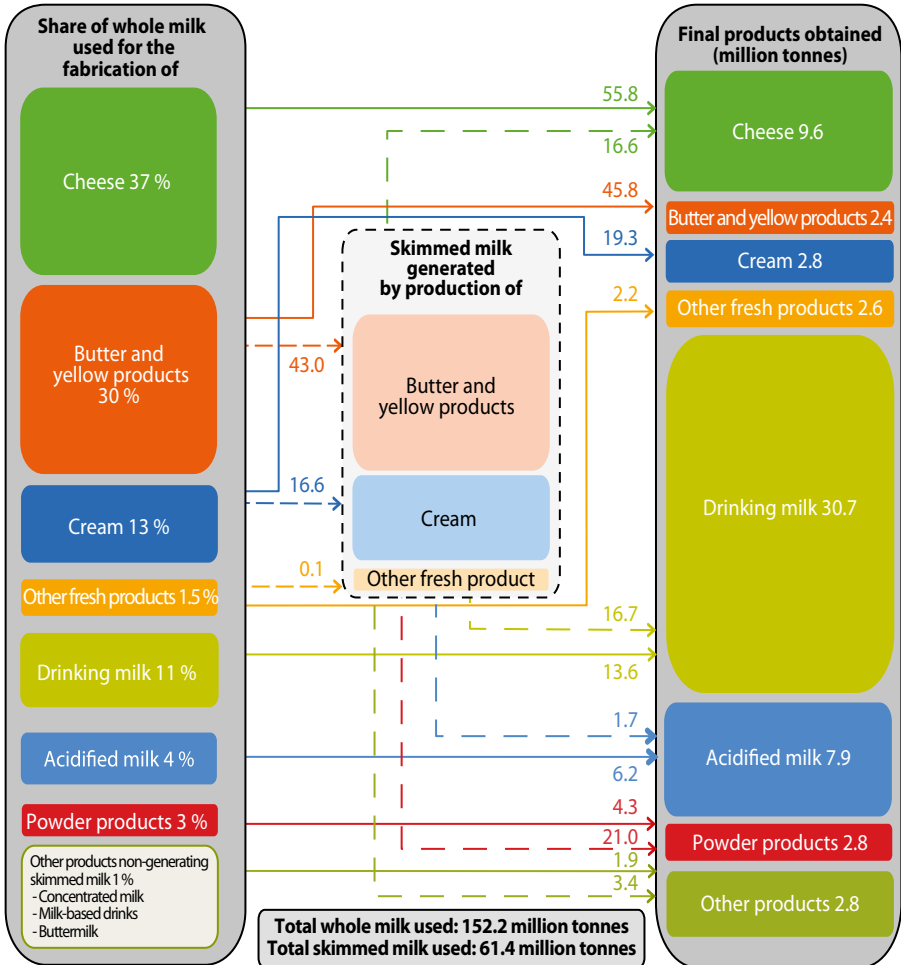 Share of whole milk
used for the
fabrication of
Cheese 37 %
Butter and
yellow products
30 %
Cream 13 %
Other fresh products 1.5 %
Drinking milk 11 %
Acidified milk 4 %
Powder products 3 %
Other products non-generating
skimmed milk 1 %
- Concentrated milk
- Milk-based drinks
- Buttermilk
43.0
16.6
0.1
Skimmed milk
generated
by production of
Butter and
yellow products
Cream
Other fresh product
55.8
16.6
45.8
19.3
2.2
16.7
13.6
1.7
6.2
4.3
21.0
1.9
3.4
Final products obtained
(million tonnes)
Cheese 9.6
Butter and yellow products 2.4
Cream 2.8
Other fresh products 2.6
Drinking milk 30.7
Acidified milk 7.9
Powder products 2.8
Other products 2.8
Total whole milk used: 152.2 million tonnes
Total skimmed milk used: 61.4 million tonnes